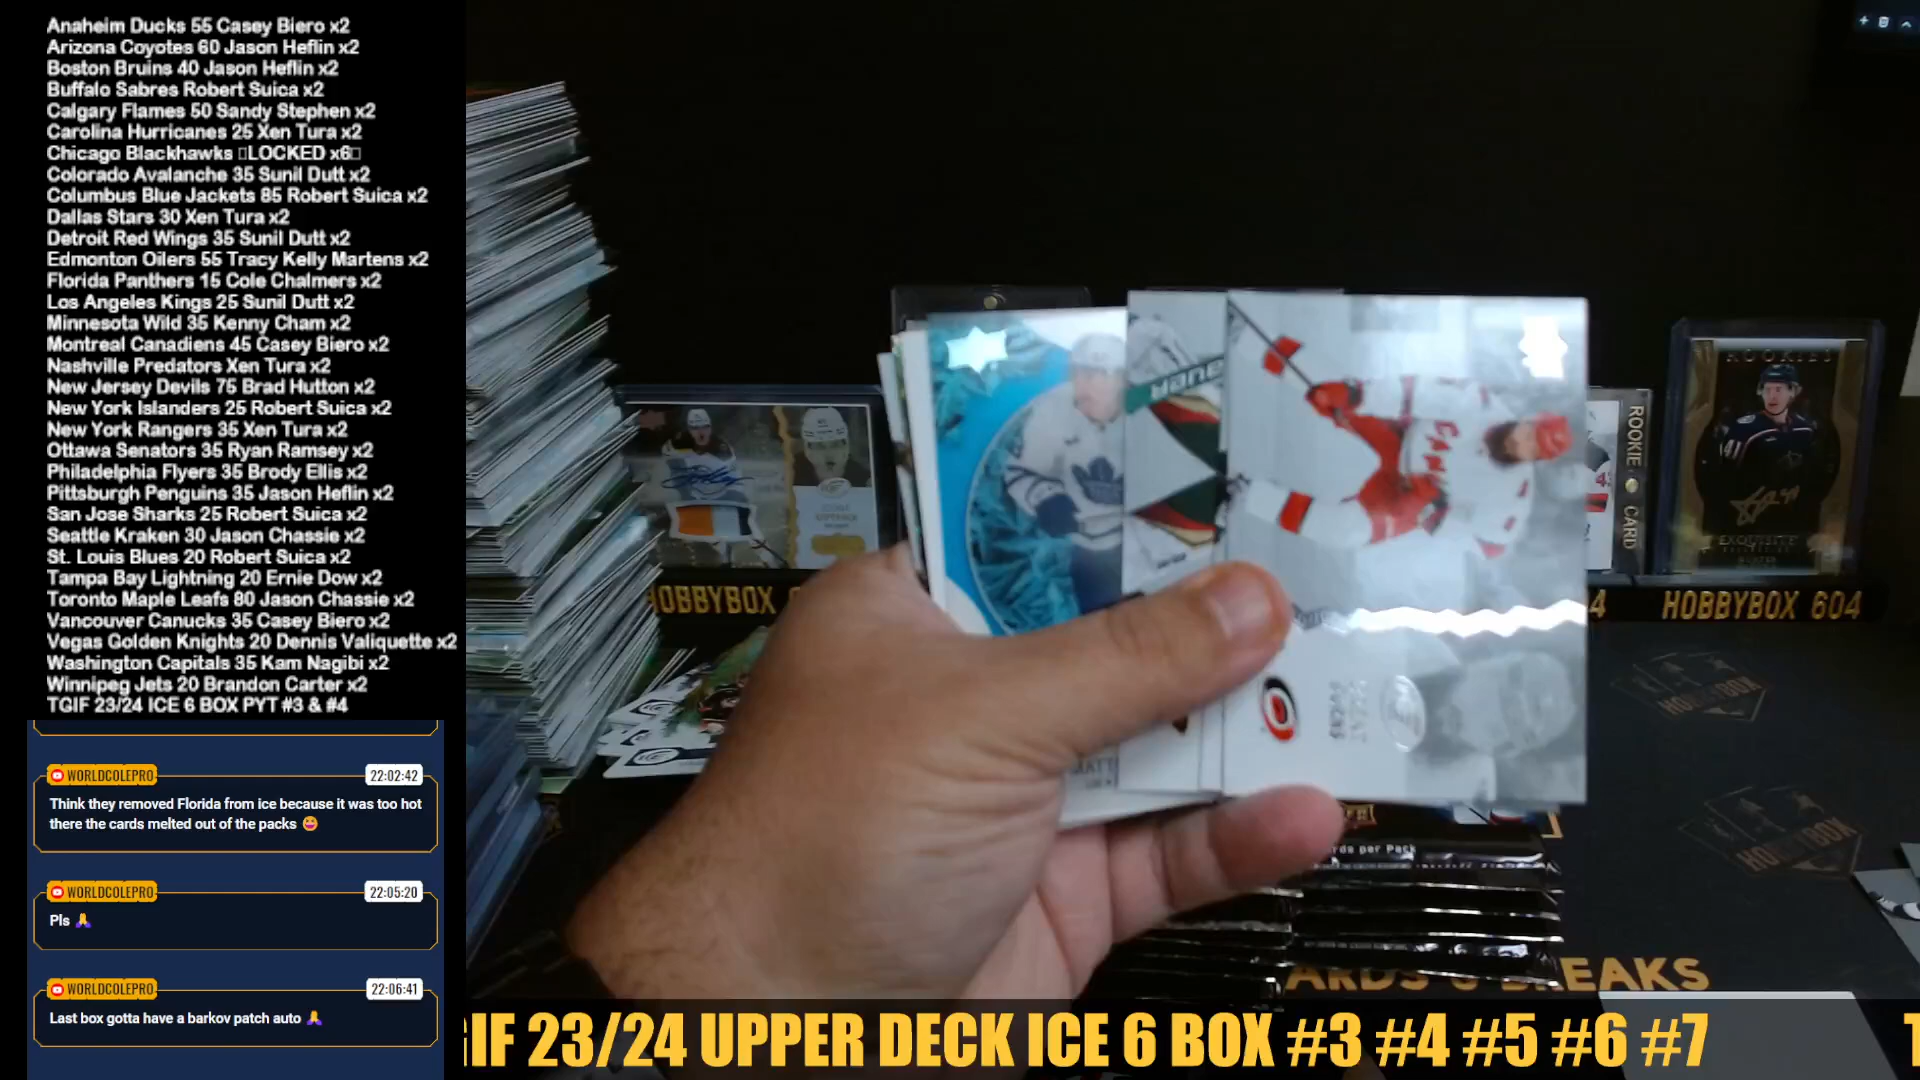 Anaheim Ducks 55 Casey Biero x2
Arizona Coyotes 60 Jason Heflin x2
Boston Bruins 40 Jason Heflin x2
Buffalo Sabres Robert Suica x2
Calgary Flames 50 Sandy Stephen x2
Carolina Hurricanes 25 Xen Tura x2
Chicago Blackhawks LOCKED x6
Colorado Avalanche 35 Sunil Dutt x2
Columbus Blue Jackets 85 Robert Suica x2
Dallas Stars 30 Xen Tura x2
Detroit Red Wings 35 Sunil Dutt x2
Edmonton Oilers 55 Tracy Kelly Martens x2
Florida Panthers 15 Cole Chalmers x2
Los Angeles Kings 25 Sunil Dutt x2
Minnesota Wild 35 Kenny Cham x2
Montreal Canadiens 45 Casey Biero x2
Nashville Predators Xen Tura x2
New Jersey Devils 75 Brad Hutton x2
New York Islanders 25 Robert Suica x2
New York Rangers 35 Xen Tura x2
Ottawa Senators 35 Ryan Ramsey x2
Philadelphia Flyers 35 Brody Ellis x2
Pittsburgh Penguins 35 Jason Heflin x2
San Jose Sharks 25 Robert Suica x2
Seattle Kraken 30 Jason Chassie x2
St. Louis Blues 20 Robert Suica x2
Tampa Bay Lightning 20 Ernie Dow x2
Toronto Maple Leafs 80 Jason Chassie x2
Vancouver Canucks 35 Casey Biero x2
Vegas Golden Knights 20 Dennis Valiquette x2
Washington Capitals 35 Kam Nagibi x2
Winnipeg Jets 20 Brandon Carter x2
TGIF 23/24 ICE 6 BOX PYT #3 & #4
WORLDCOLEPRO 22:02:42
Think they removed Florida from ice because it was too hot
there the cards melted out of the packs 😀
WORLDCOLEPRO 22:05:20
Pls 🙏
WORLDCOLEPRO 22:06:41
Last box gotta have a barkov patch auto 🙏
ROOKIES
ROOKIE CARD
EXQUISITE
HOBBYBOX
4
HOBBYBOX 604
rds per Pack
ARDS & BREAKS
GIF 23/24 UPPER DECK ICE 6 BOX #3 #4 #5 #6 #7